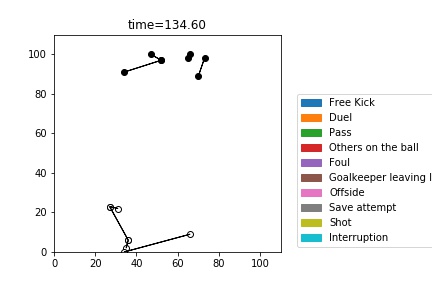 time=134.60
100
80
60
40
20
0
0 20 40 60 80 100
Free Kick
Duel
Pass
Others on the ball
Foul
Goalkeeper leaving l
Offside
Save attempt
Shot
Interruption